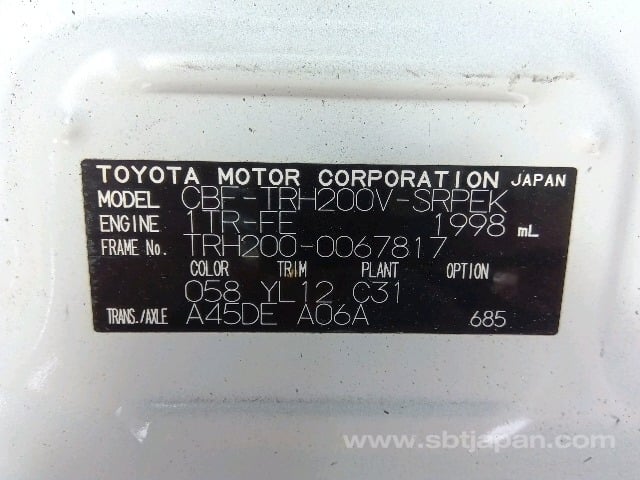 TOYOTA MOTOR CORPORATION JAPAN
MODEL CBF-TRH200V-SRPEK
ENGINE 1TR-FE 1998 mL
FRAME No. TRH200-0067817
COLOR TRIM PLANT OPTION
058 YL12 C31
TRANS./AXLE A45DE A06A 685
www.sbtjapan.com